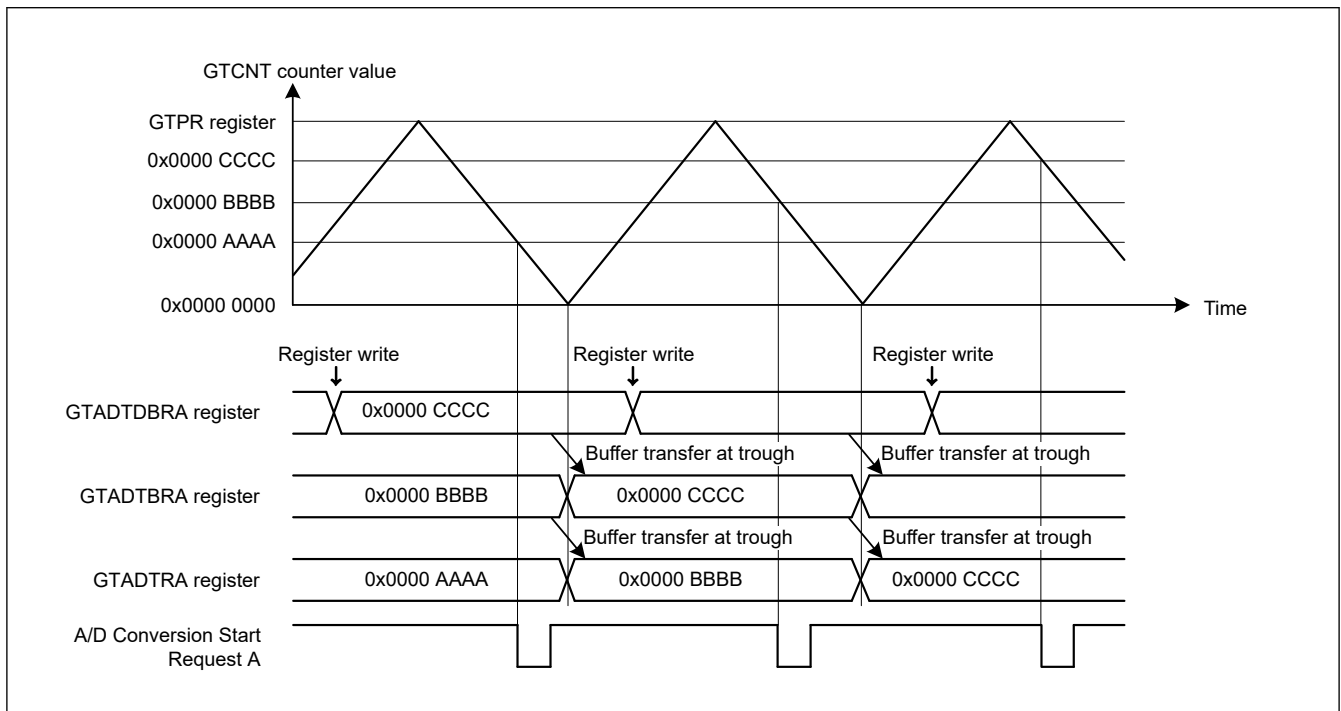 GTCNT counter value
GTPR register
0x0000 CCCC
0x0000 BBBB
0x0000 AAAA
0x0000 0000
Time
Register write
Register write
Register write
GTADTDBRA register
0x0000 CCCC
Buffer transfer at trough
Buffer transfer at trough
GTADTBRA register
0x0000 BBBB
0x0000 CCCC
Buffer transfer at trough
Buffer transfer at trough
GTADTRA register
0x0000 AAAA
0x0000 BBBB
0x0000 CCCC
A/D Conversion Start
Request A